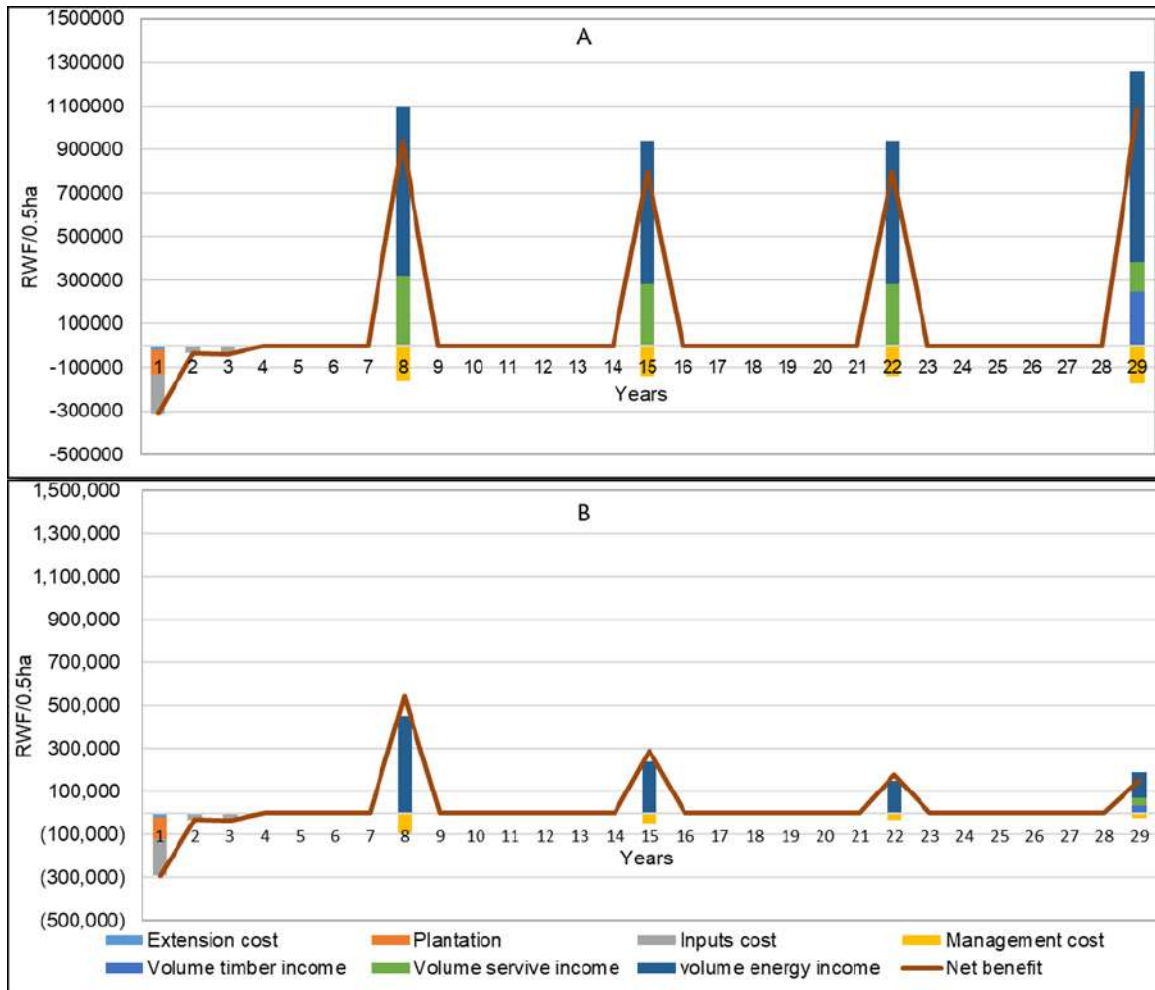 A
1500000
1300000
1100000
900000
700000
500000
300000
100000
-100000
-300000
-500000
RWF/0.5ha
1 2 3 4 5 6 7 8 9 10 11 12 13 14 15 16 17 18 19 20 21 22 23 24 25 26 27 28 29
Years
B
1,500,000
1,300,000
1,100,000
900,000
700,000
500,000
300,000
100,000
(100,000)
(300,000)
(500,000)
RWF/0.5ha
1 2 3 4 5 6 7 8 9 10 11 12 13 14 15 16 17 18 19 20 21 22 23 24 25 26 27 28 29
Years
Extension cost Plantation Inputs cost Management cost
Volume timber income Volume servive income volume energy income Net benefit